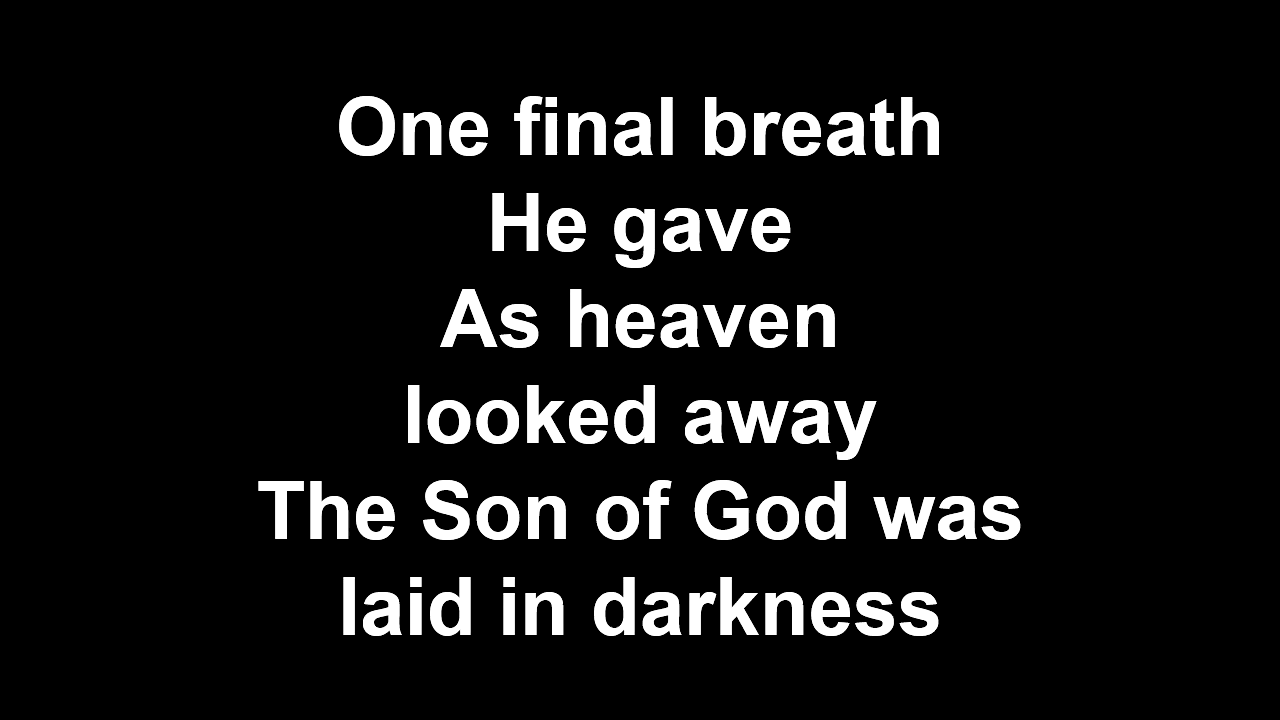 One final breath
He gave
As heaven
looked away
The Son of God was
laid in darkness